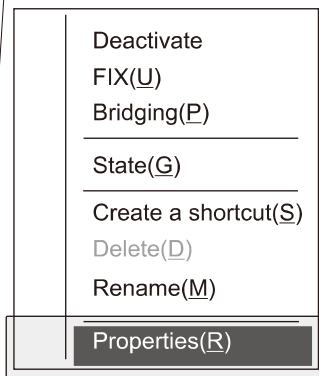 Deactivate
FIX(U)
Bridging(P)
State(G)
Create a shortcut(S)
Delete(D)
Rename(M)
Properties(R)